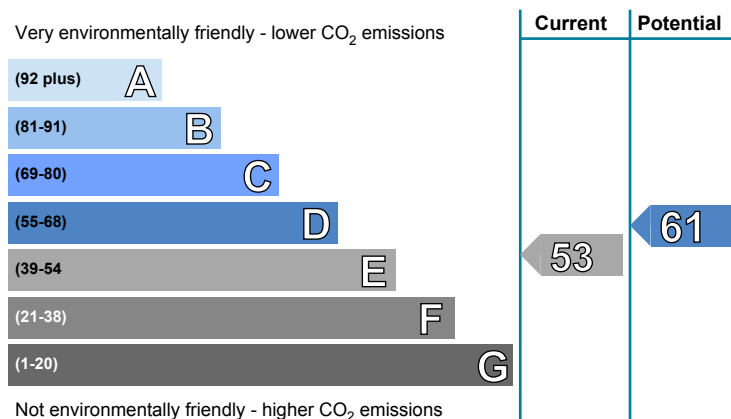 Current Potential
Very environmentally friendly - lower CO2 emissions
(92 plus) A
(81-91) B
(69-80) C
(55-68) D
61
(39-54 E
53
(21-38) F
(1-20) G
Not environmentally friendly - higher CO2 emissions